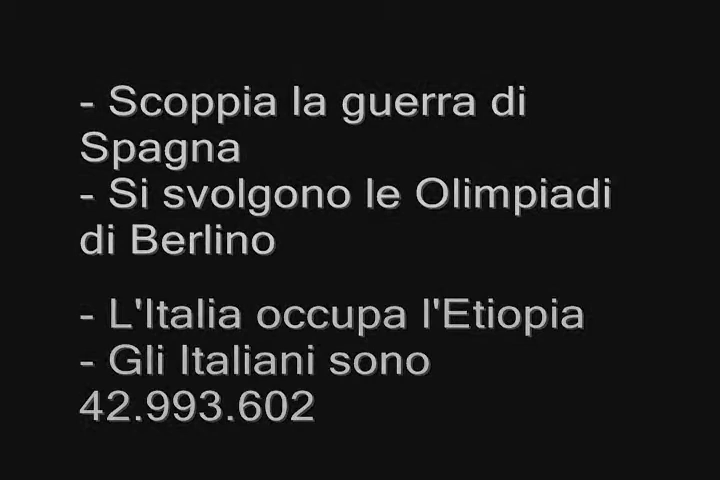 - Scoppia la guerra di
Spagna
- Si svolgono le Olimpiadi
di Berlino
- L'Italia occupa l'Etiopia
- Gli Italiani sono
42.993.602